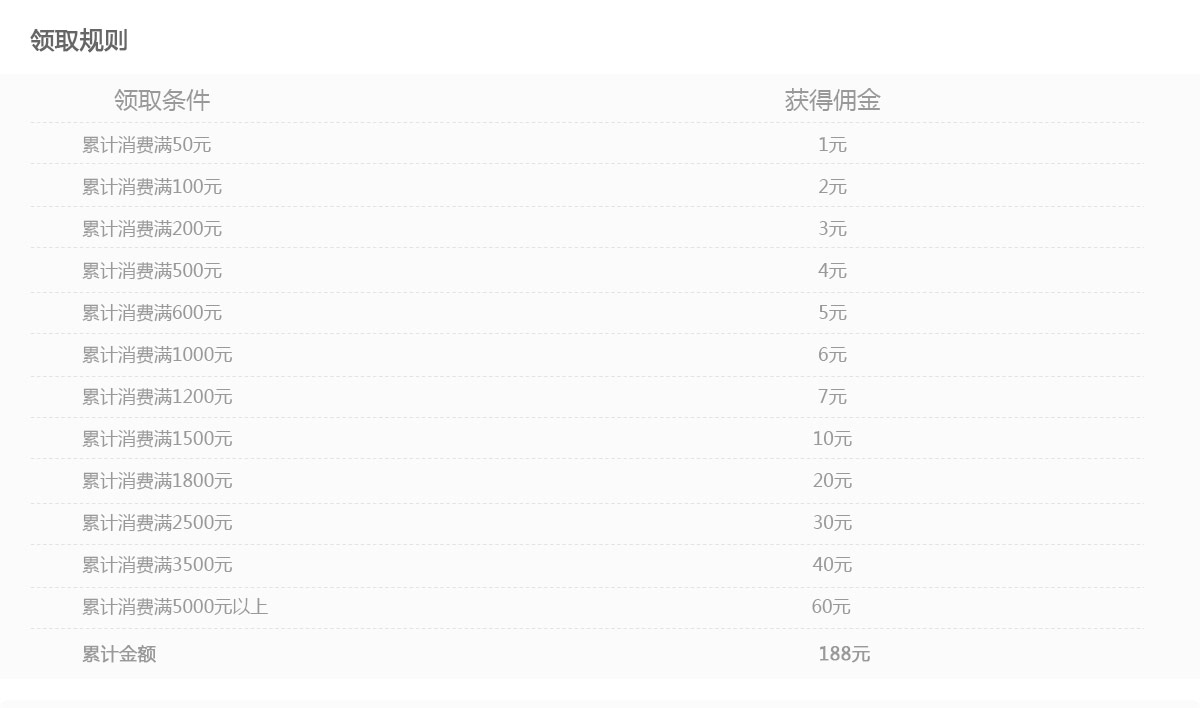 领取规则
领取条件 获得佣金
累计消费满50元 1元
累计消费满100元 2元
累计消费满200元 3元
累计消费满500元 4元
累计消费满600元 5元
累计消费满1000元 6元
累计消费满1200元 7元
累计消费满1500元 10元
累计消费满1800元 20元
累计消费满2500元 30元
累计消费满3500元 40元
累计消费满5000元以上 60元
累计金额 188元